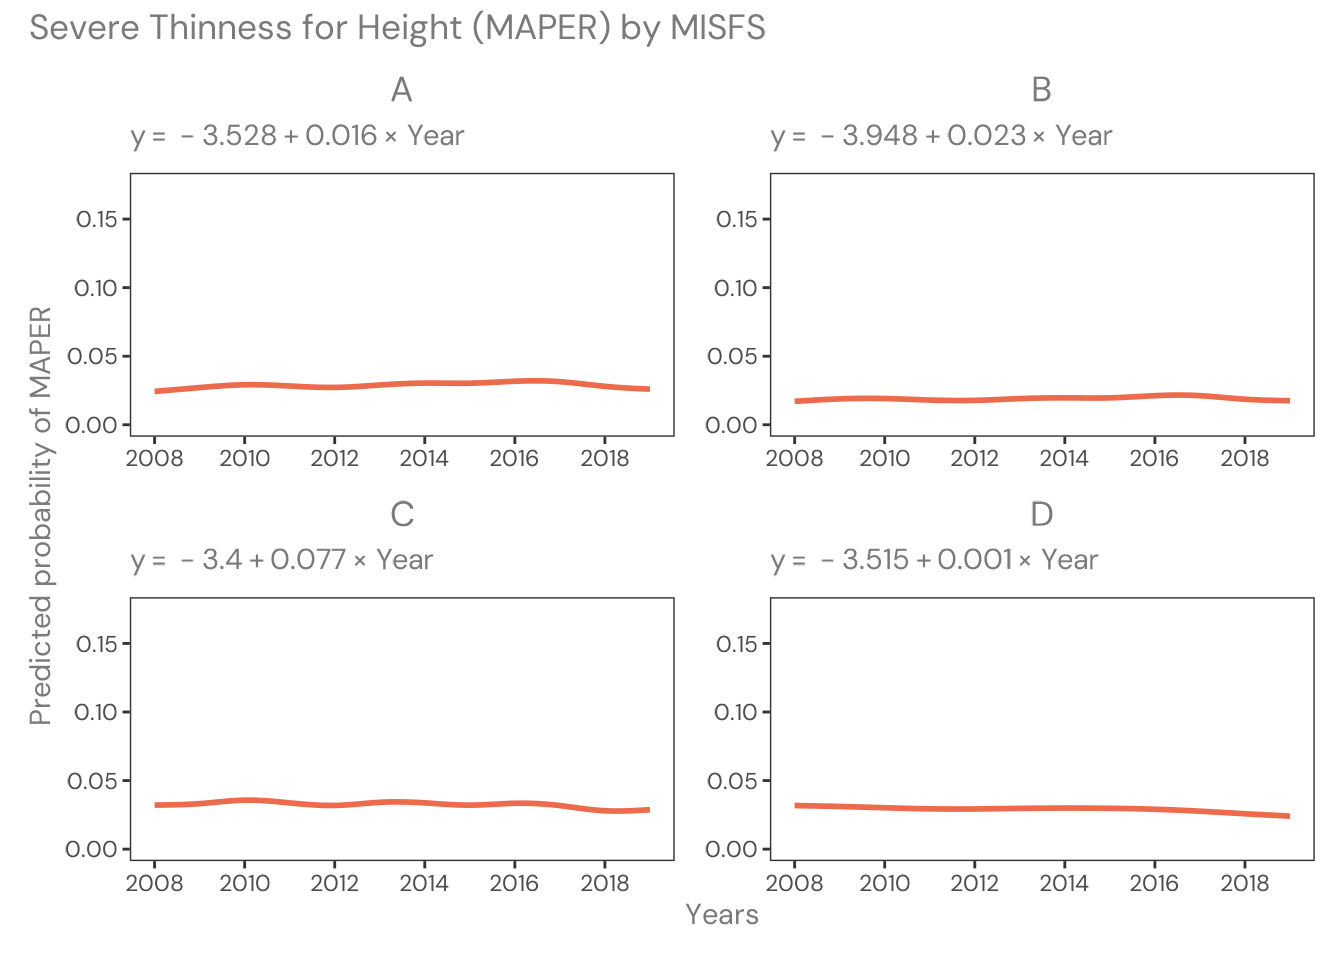 Severe Thinness for Height (MAPER) by MISFS
A
y = − 3.528 + 0.016 × Year
0.15
0.10
0.05
0.00
2008 2010 2012 2014 2016 2018
B
y = − 3.948 + 0.023 × Year
0.15
0.10
0.05
0.00
2008 2010 2012 2014 2016 2018
Predicted probability of MAPER
C
y = − 3.4 + 0.077 × Year
0.15
0.10
0.05
0.00
2008 2010 2012 2014 2016 2018
D
y = − 3.515 + 0.001 × Year
0.15
0.10
0.05
0.00
2008 2010 2012 2014 2016 2018
Years